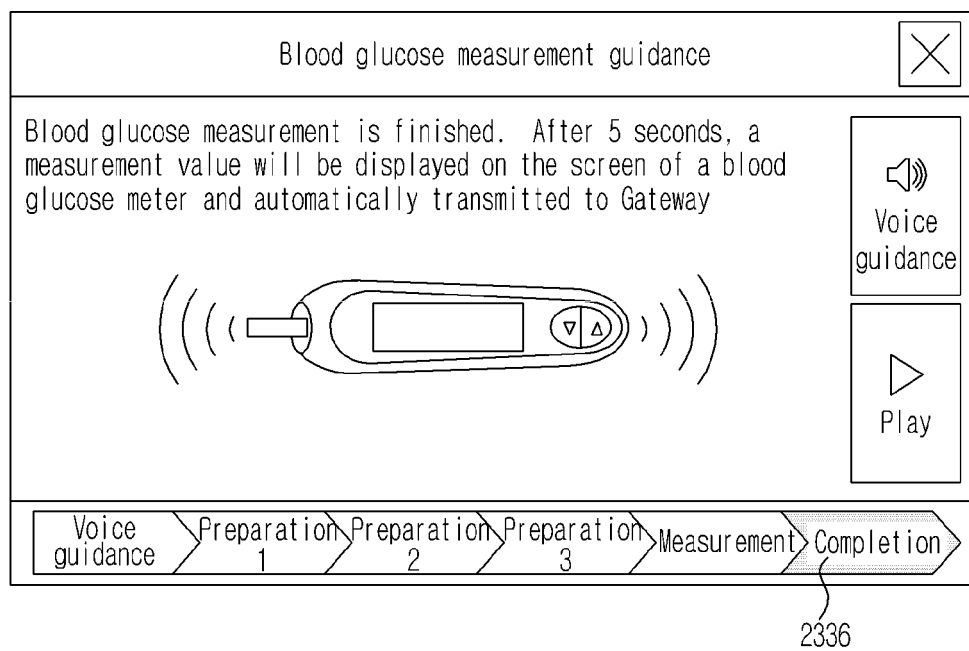 Blood glucose measurement guidance
Blood glucose measurement is finished. After 5 seconds, a
measurement value will be displayed on the screen of a blood
glucose meter and automatically transmitted to Gateway
Voice
guidance
Play
Voice
guidance
Preparation
1
Preparation
2
Preparation
3
Measurement
Completion
2336